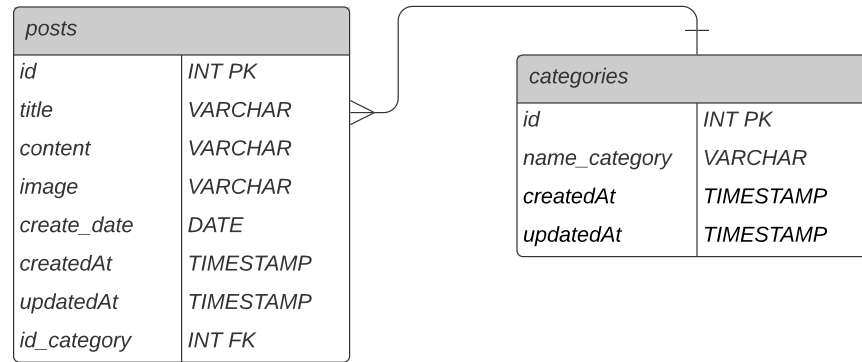 posts
id INT PK
title VARCHAR
content VARCHAR
image VARCHAR
create_date DATE
createdAt TIMESTAMP
updatedAt TIMESTAMP
id_category INT FK
categories
id INT PK
name_category VARCHAR
createdAt TIMESTAMP
updatedAt TIMESTAMP